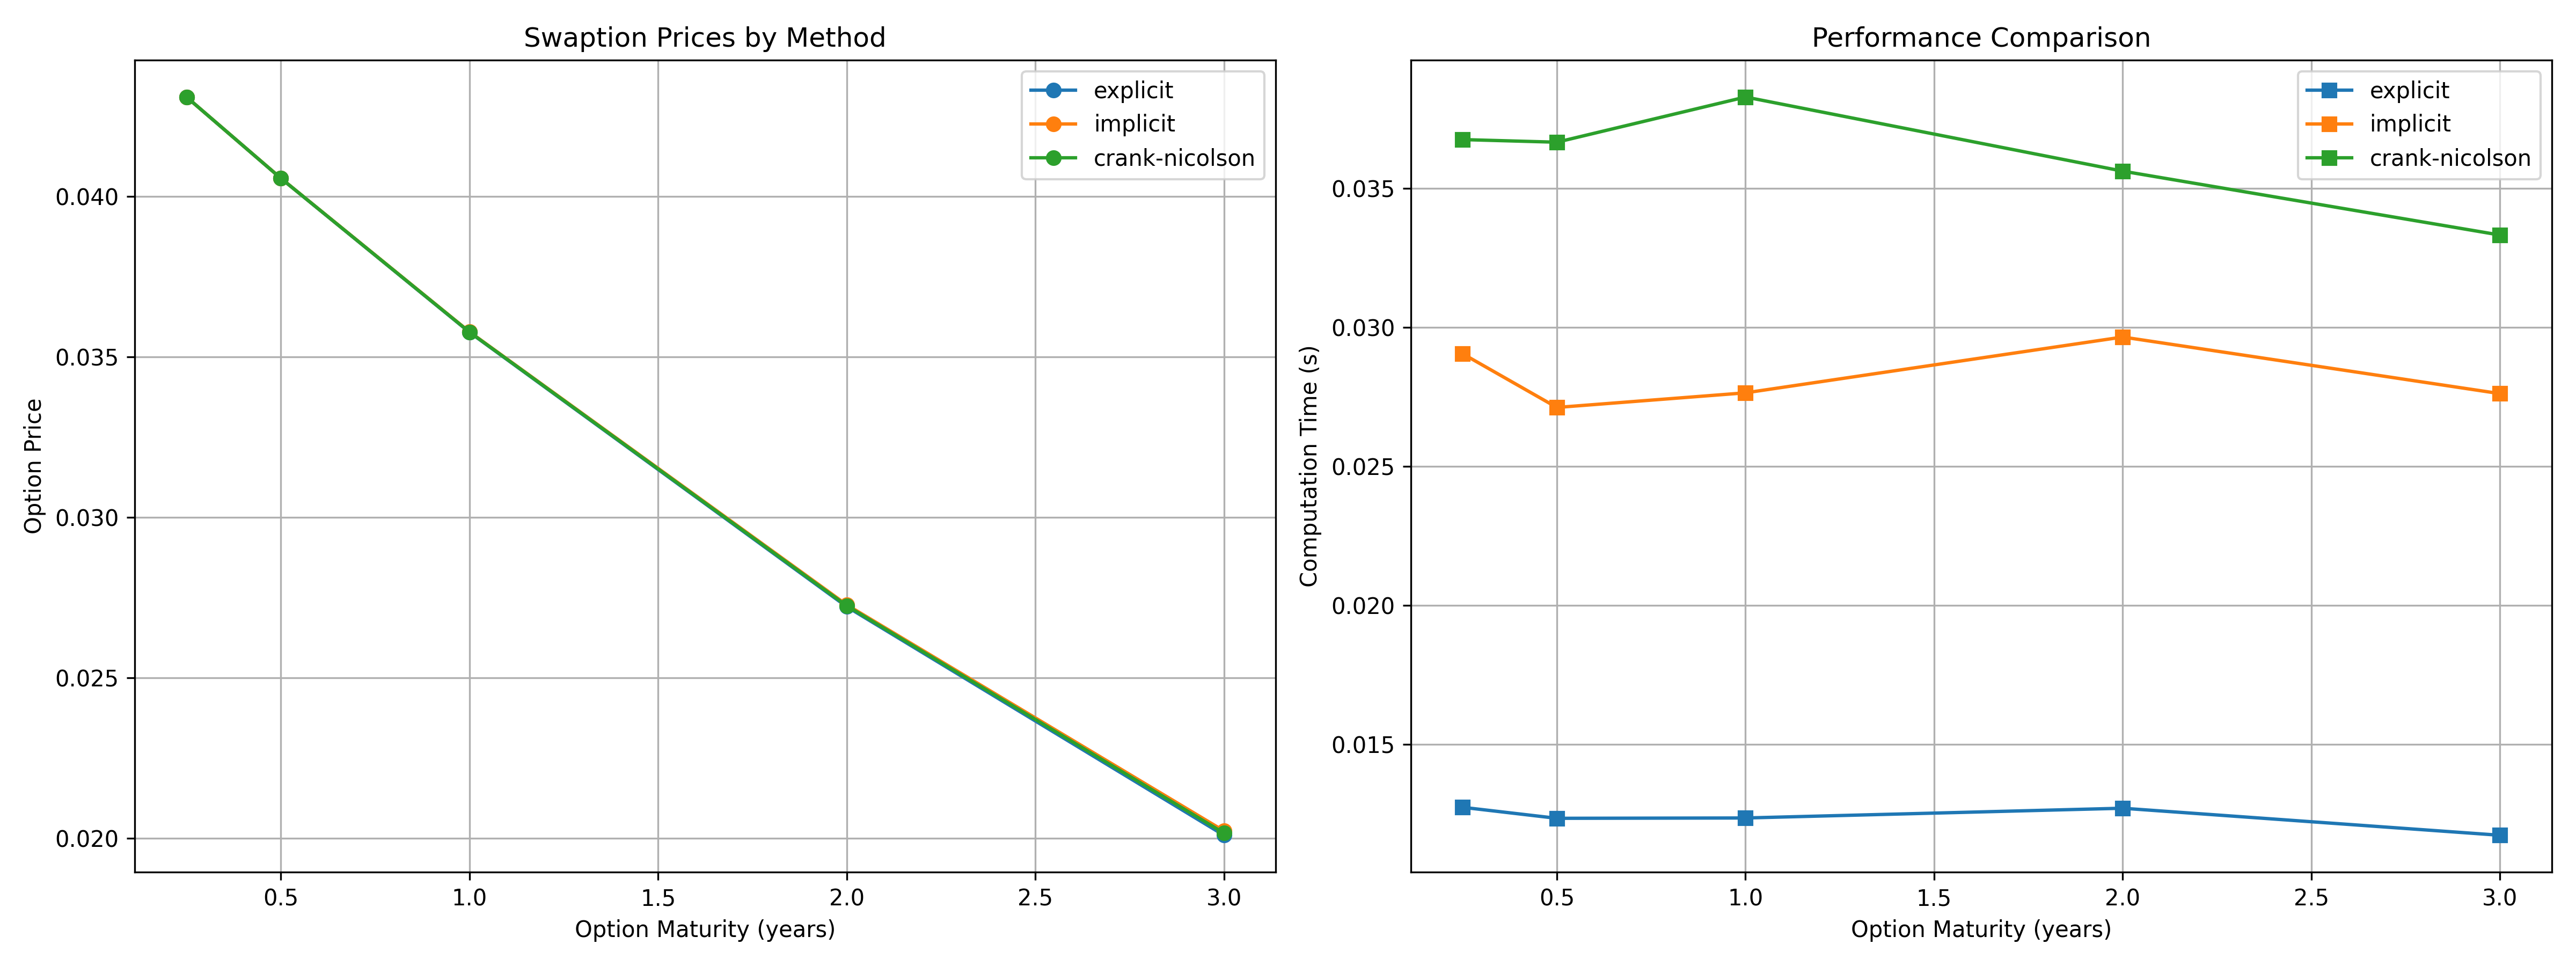 Swaption Prices by Method
explicit
implicit
crank-nicolson
Option Price
0.040
0.035
0.030
0.025
0.020
0.5 1.0 1.5 2.0 2.5 3.0
Option Maturity (years)
Performance Comparison
explicit
implicit
crank-nicolson
Computation Time (s)
0.035
0.030
0.025
0.020
0.015
0.5 1.0 1.5 2.0 2.5 3.0
Option Maturity (years)